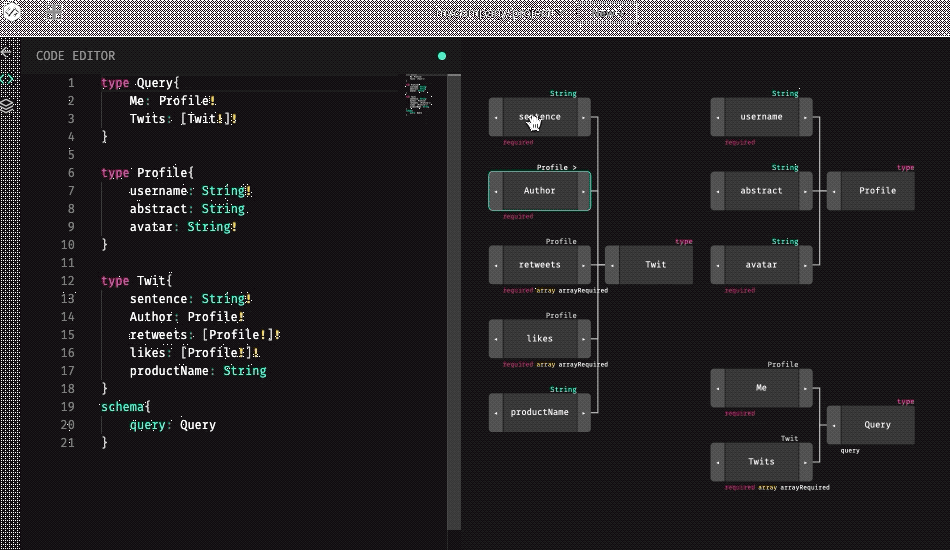 CODE EDITOR
1 type Query{
2 Me: Profile!
3 Twits: [Twit!]!
4 }
5
6 type Profile{
7 username: String!
8 abstract: String
9 avatar: String!
10 }
11
12 type Twit{
13 sentence: String!
14 Author: Profile!
15 retweets: [Profile!]!
16 likes: [Profile!]!
17 productName: String
18 }
19 schema{
20 query: Query
21 }
String
sentence
required
Profile >
Author
required
Profile
retweets
required array arrayRequired
Profile
likes
required array arrayRequired
String
productName
type
Twit
String
username
required
String
abstract
String
avatar
required
type
Profile
Profile
Me
required
Twit
Twits
required array arrayRequired
type
Query
query